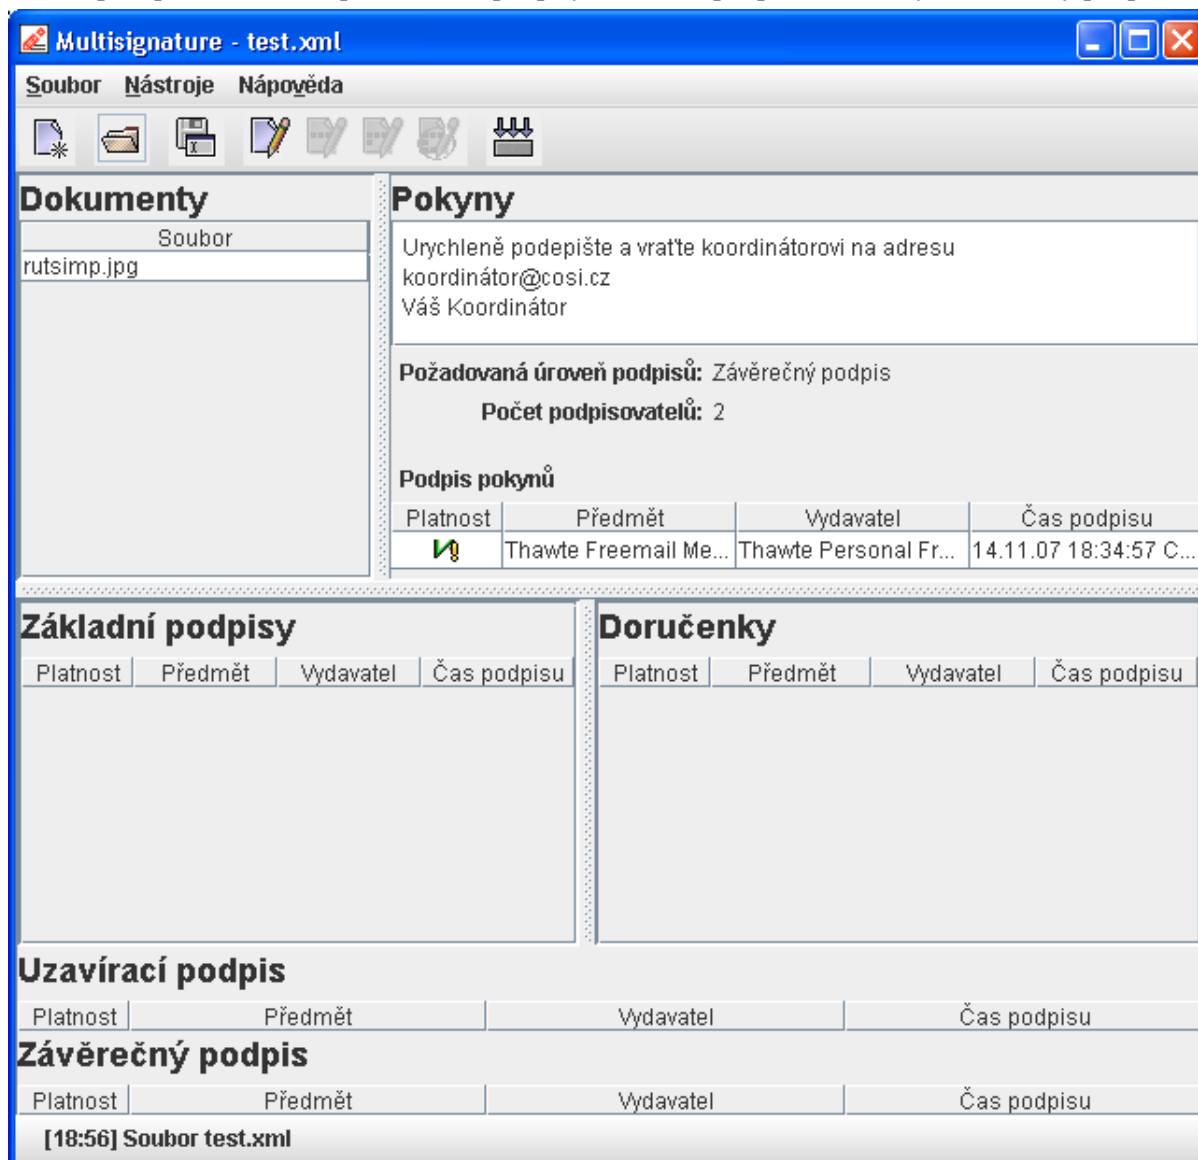 Multisignature - test.xml
Soubor Nástroje Nápověda
Dokumenty
Soubor
rutsimp.jpg
Pokyny
Urychleně podepište a vraťte koordinátorovi na adresu
koordinátor@cosi.cz
Váš Koordinátor
Požadovaná úroveň podpisů: Závěrečný podpis
Počet podpisovatelů: 2
Podpis pokynů
Platnost Předmět Vydavatel Čas podpisu
Thawte Freemail Me... Thawte Personal Fr... 14.11.07 18:34:57 C...
Základní podpisy
Platnost Předmět Vydavatel Čas podpisu
Doručenky
Platnost Předmět Vydavatel Čas podpisu
Uzavírací podpis
Platnost Předmět Vydavatel Čas podpisu
Závěrečný podpis
Platnost Předmět Vydavatel Čas podpisu
[18:56] Soubor test.xml